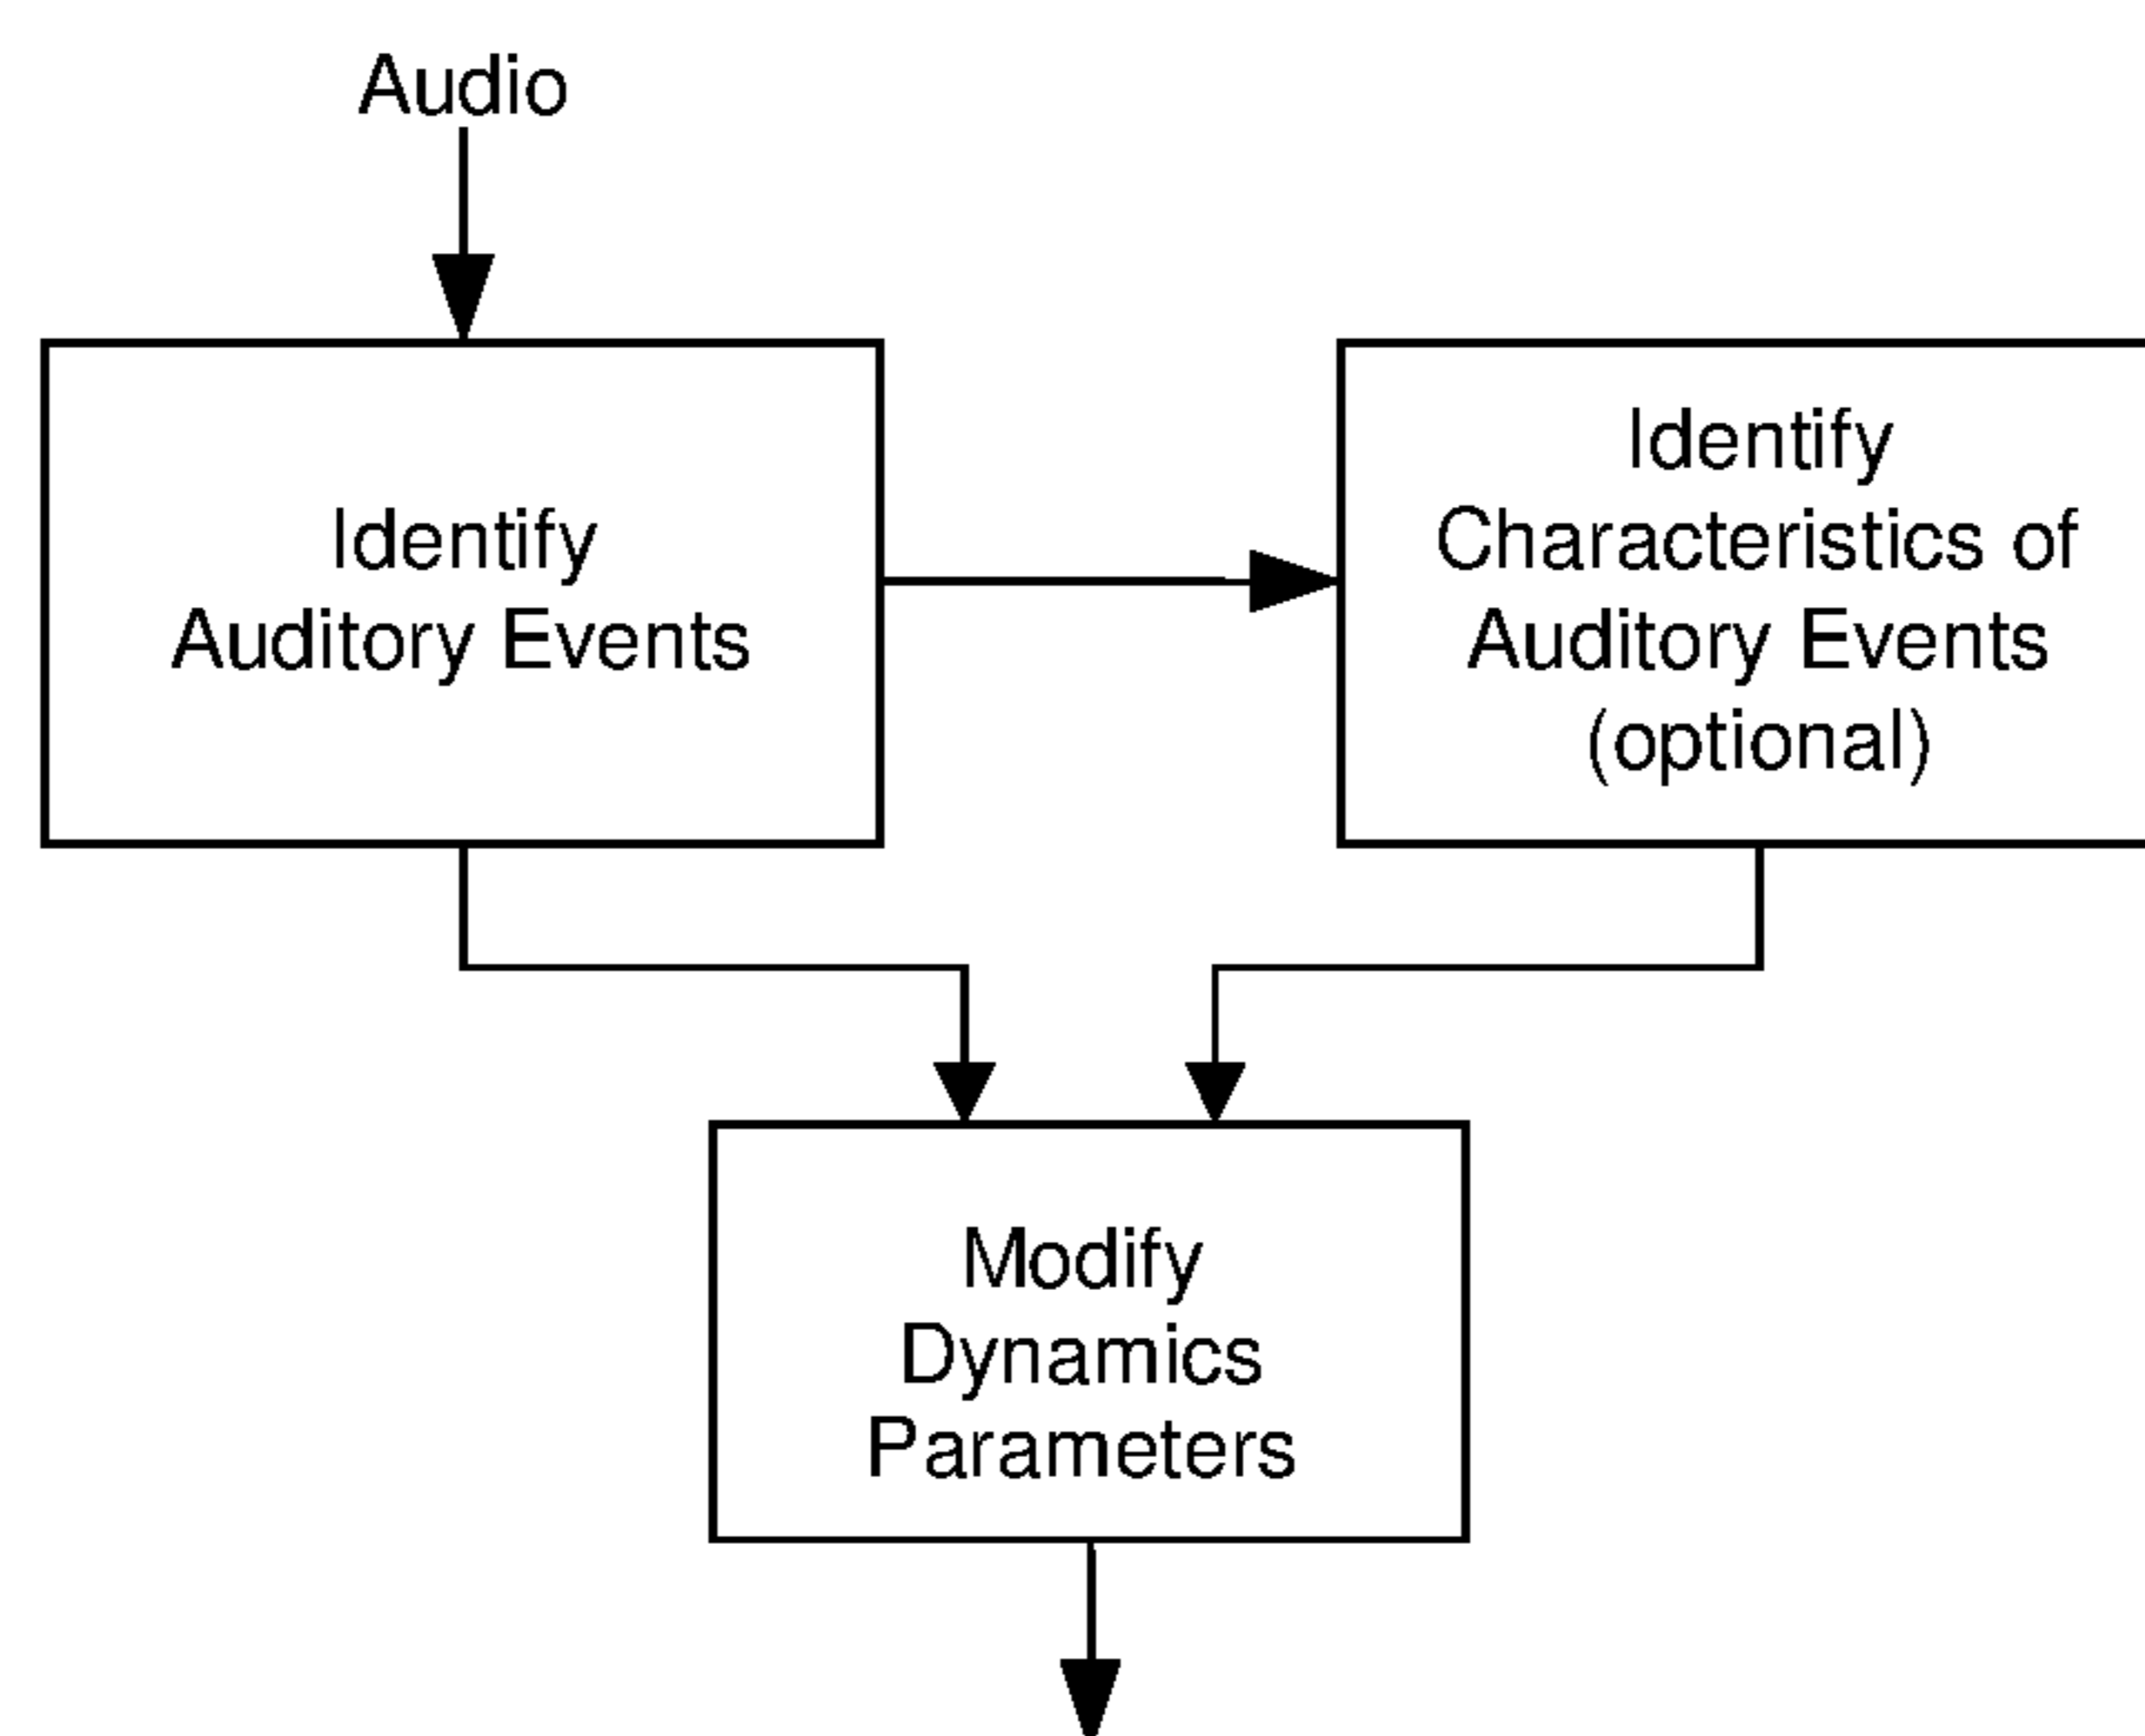 Audio
Identify
Auditory Events
Identify
Characteristics of
Auditory Events
(optional)
Modify
Dynamics
Parameters